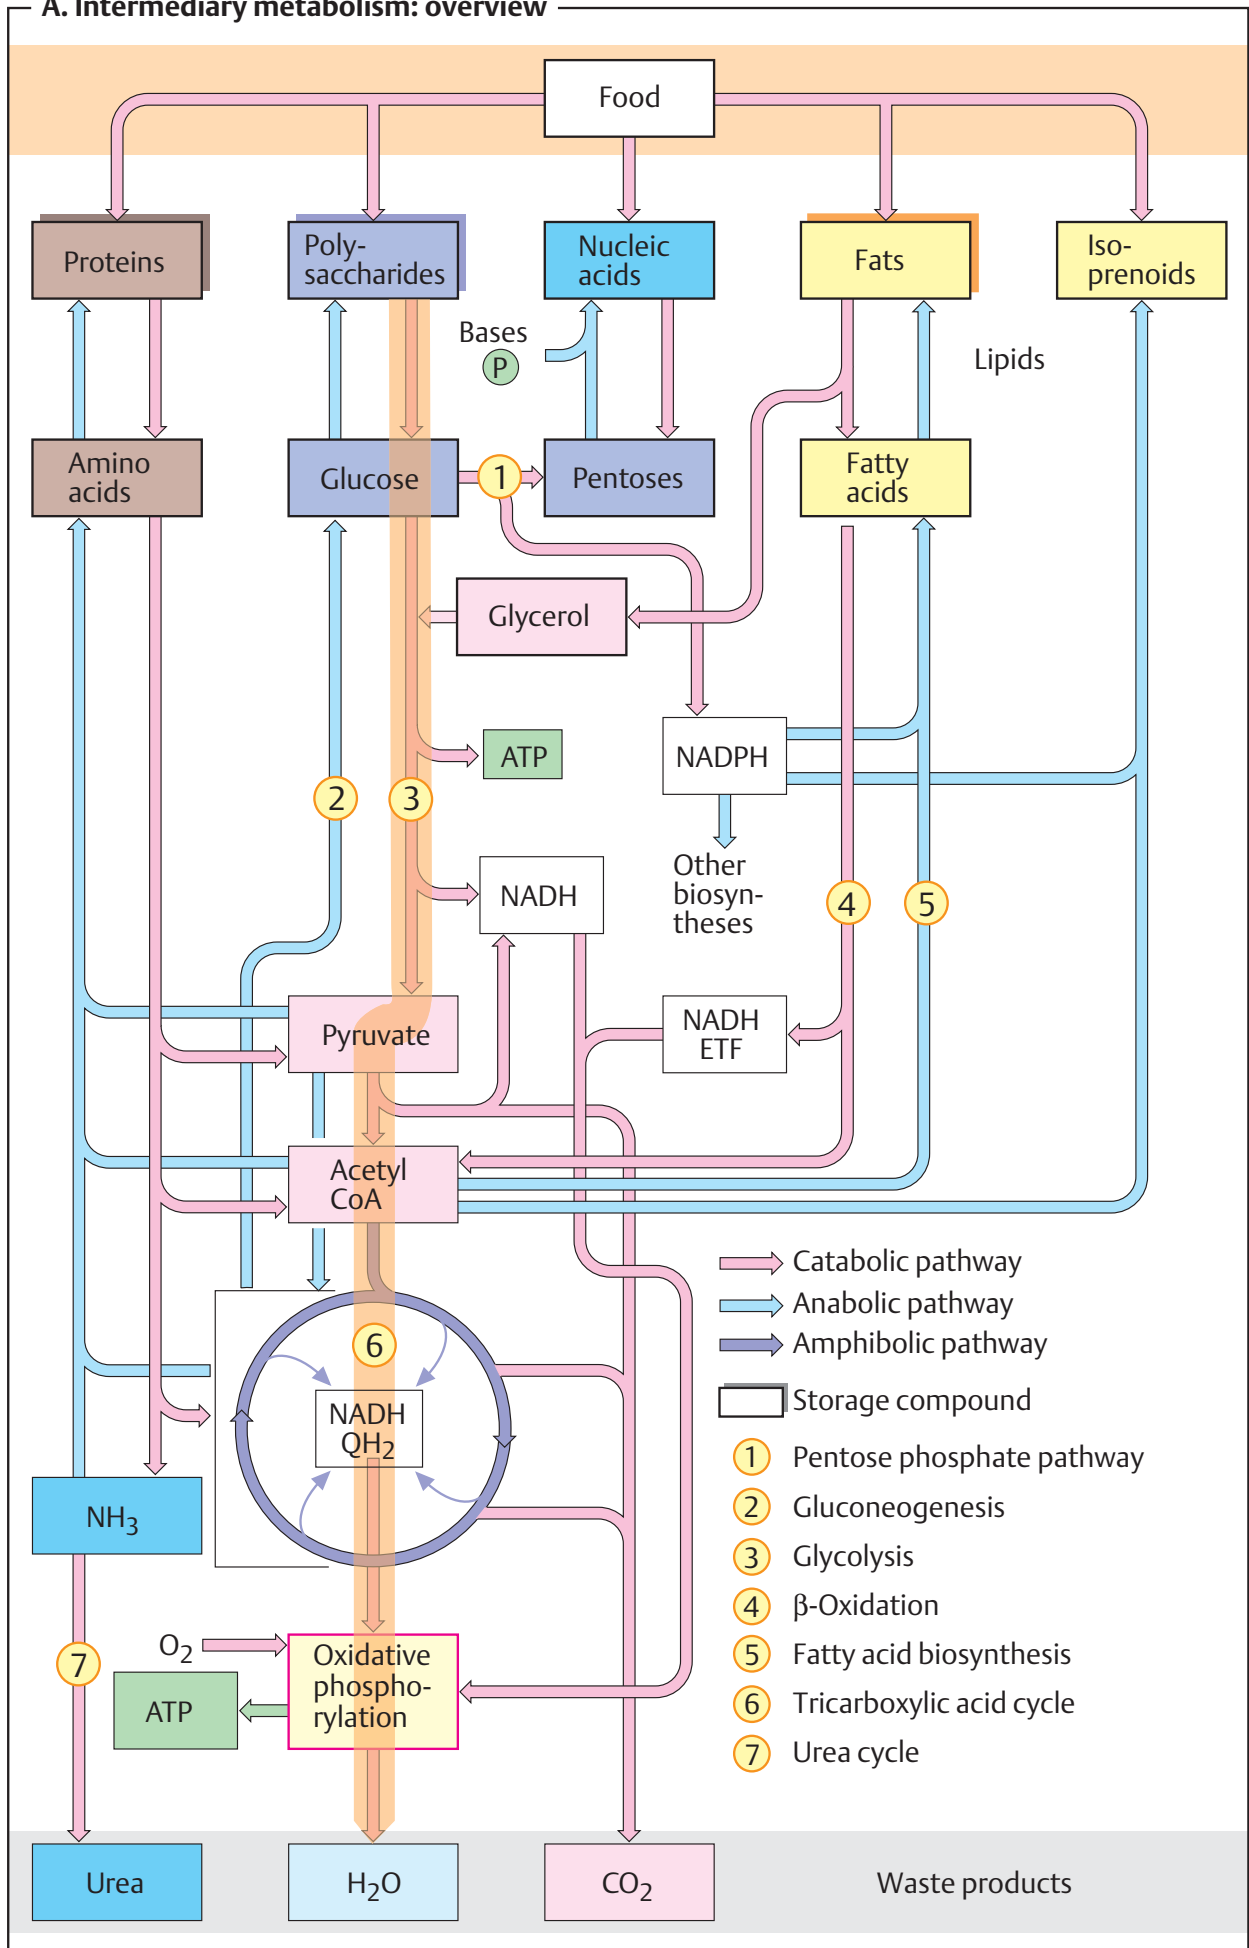 A. Intermediary metabolism: overview
Food
Proteins
Poly-
saccharides
Nucleic
acids
Fats
Iso-
prenoids
Bases
P
Lipids
Amino
acids
Glucose
1
Pentoses
Fatty
acids
Glycerol
ATP
NADPH
2
3
Other
biosyn-
theses
NADH
4
5
Pyruvate
NADH
ETF
Acetyl
CoA
Catabolic pathway
Anabolic pathway
Amphibolic pathway
6
NADH
QH2
Storage compound
1 Pentose phosphate pathway
2 Gluconeogenesis
3 Glycolysis
4 β-Oxidation
5 Fatty acid biosynthesis
6 Tricarboxylic acid cycle
7 Urea cycle
NH3
O2
7
Oxidative
phospho-
rylation
ATP
Urea
H2O
CO2
Waste products